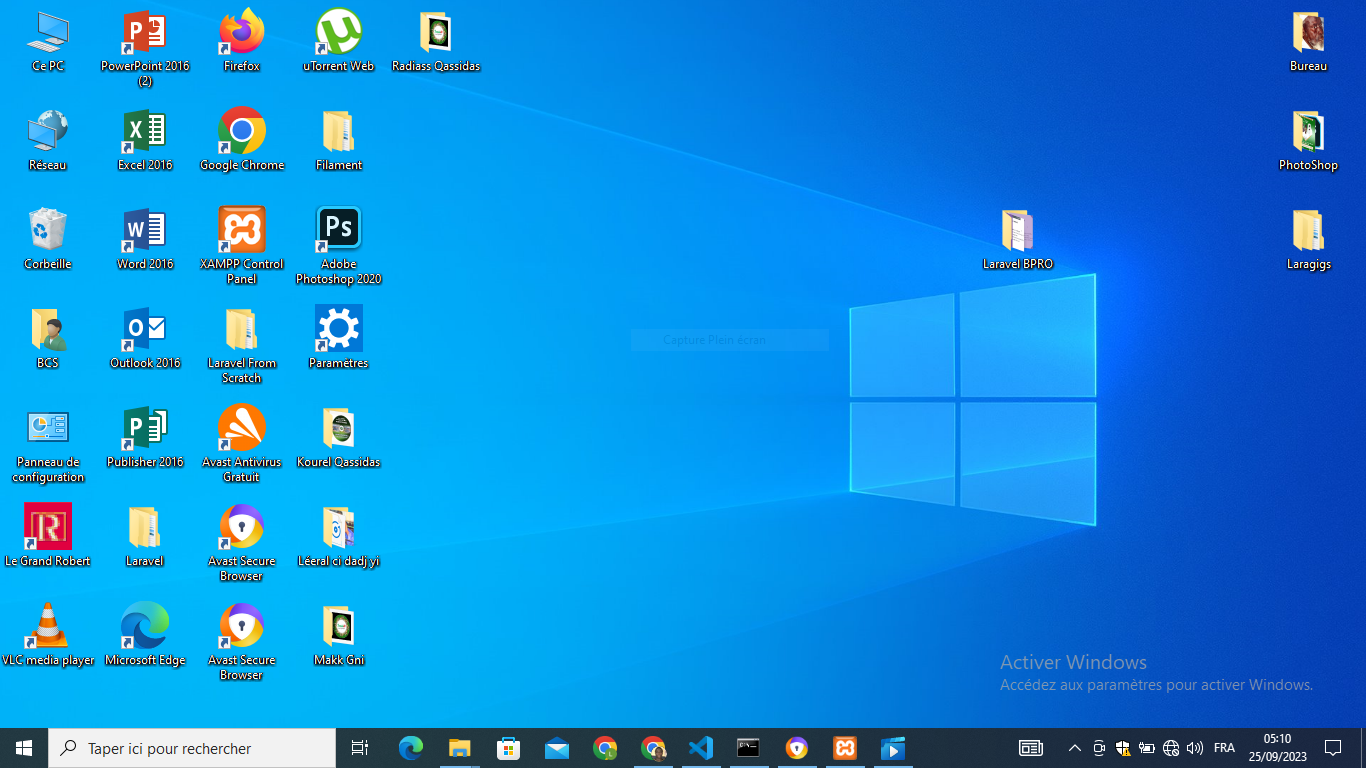 Ce PC
PowerPoint 2016
(2)
Firefox
uTorrent Web
Radiass Qassidas
Bureau
Réseau
Excel 2016
Google Chrome
Filament
PhotoShop
Corbeille
Word 2016
XAMPP Control
Panel
Adobe
Photoshop 2020
Laravel BPRO
Laragigs
BCS
Outlook 2016
Laravel From
Scratch
Paramétres
Capture Plein écran
Panneau de
configuration
Publisher 2016
Avast Antivirus
Gratuit
Kourel Qassidas
Le Grand Robert
Laravel
Avast Secure
Browser
Léeral ci dadj yi
VLC media player
Microsoft Edge
Avast Secure
Browser
Makk Gni
Activer Windows
Accédez aux paramètres pour activer Windows.
Taper ici pour rechercher
FRA
05:10
25/09/2023